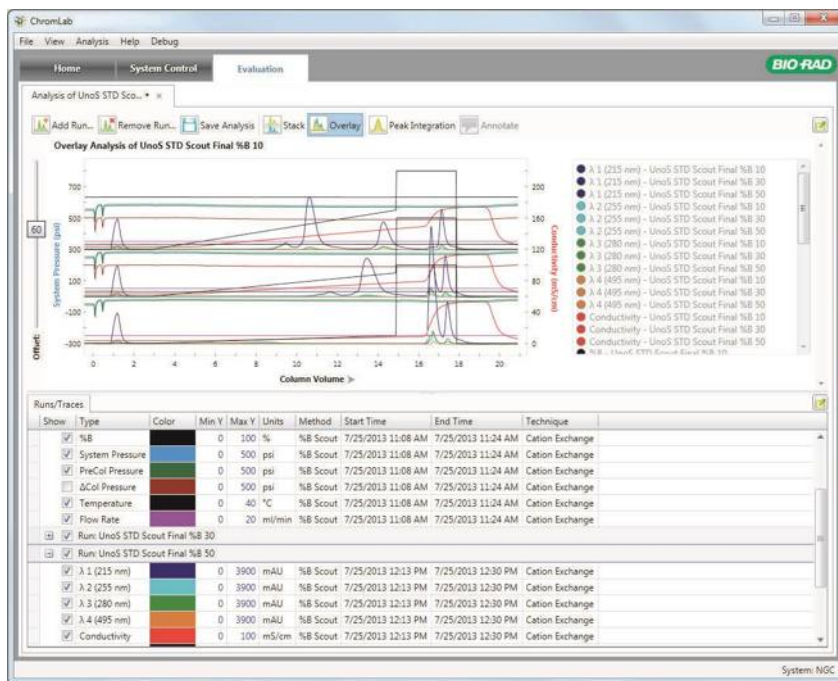 ChromLab
File View Analysis Help Debug
Home System Control Evaluation
BIO-RAD
Analysis of UnoS STD Sco... • ×
Add Run... Remove Run... Save Analysis Stack Overlay Peak Integration Annotate
Overlay Analysis of UnoS STD Scout Final %B 10
60
Offset:
System Pressure (psi)
700
500
300
100
-100
-300
200
160
120
80
40
0
Conductivity (mS/cm)
0 2 4 6 8 10 12 14 16 18 20
Column Volume
λ 1 (215 nm) - UnoS STD Scout Final %B 10
λ 1 (215 nm) - UnoS STD Scout Final %B 30
λ 1 (215 nm) - UnoS STD Scout Final %B 50
λ 2 (255 nm) - UnoS STD Scout Final %B 10
λ 2 (255 nm) - UnoS STD Scout Final %B 30
λ 2 (255 nm) - UnoS STD Scout Final %B 50
λ 3 (280 nm) - UnoS STD Scout Final %B 10
λ 3 (280 nm) - UnoS STD Scout Final %B 30
λ 3 (280 nm) - UnoS STD Scout Final %B 50
λ 4 (495 nm) - UnoS STD Scout Final %B 10
λ 4 (495 nm) - UnoS STD Scout Final %B 30
λ 4 (495 nm) - UnoS STD Scout Final %B 50
Conductivity - UnoS STD Scout Final %B 10
Conductivity - UnoS STD Scout Final %B 30
Conductivity - UnoS STD Scout Final %B 50
%B - UnoS STD Scout Final %B 10
Runs/Traces
Show Type Color Min Y Max Y Units Method Start Time End Time Technique
%B 0 100 % %B Scout 7/25/2013 11:08 AM 7/25/2013 11:24 AM Cation Exchange
System Pressure 0 500 psi %B Scout 7/25/2013 11:08 AM 7/25/2013 11:24 AM Cation Exchange
PreCol Pressure 0 500 psi %B Scout 7/25/2013 11:08 AM 7/25/2013 11:24 AM Cation Exchange
ΔCol Pressure 0 500 psi %B Scout 7/25/2013 11:08 AM 7/25/2013 11:24 AM Cation Exchange
Temperature 0 40 °C %B Scout 7/25/2013 11:08 AM 7/25/2013 11:24 AM Cation Exchange
Flow Rate 0 20 ml/min %B Scout 7/25/2013 11:08 AM 7/25/2013 11:24 AM Cation Exchange
Run: UnoS STD Scout Final %B 30
Run: UnoS STD Scout Final %B 50
λ 1 (215 nm) 0 3900 mAU %B Scout 7/25/2013 12:13 PM 7/25/2013 12:30 PM Cation Exchange
λ 2 (255 nm) 0 3900 mAU %B Scout 7/25/2013 12:13 PM 7/25/2013 12:30 PM Cation Exchange
λ 3 (280 nm) 0 3900 mAU %B Scout 7/25/2013 12:13 PM 7/25/2013 12:30 PM Cation Exchange
λ 4 (495 nm) 0 3900 mAU %B Scout 7/25/2013 12:13 PM 7/25/2013 12:30 PM Cation Exchange
Conductivity 0 100 mS/cm %B Scout 7/25/2013 12:13 PM 7/25/2013 12:30 PM Cation Exchange
System: NGC